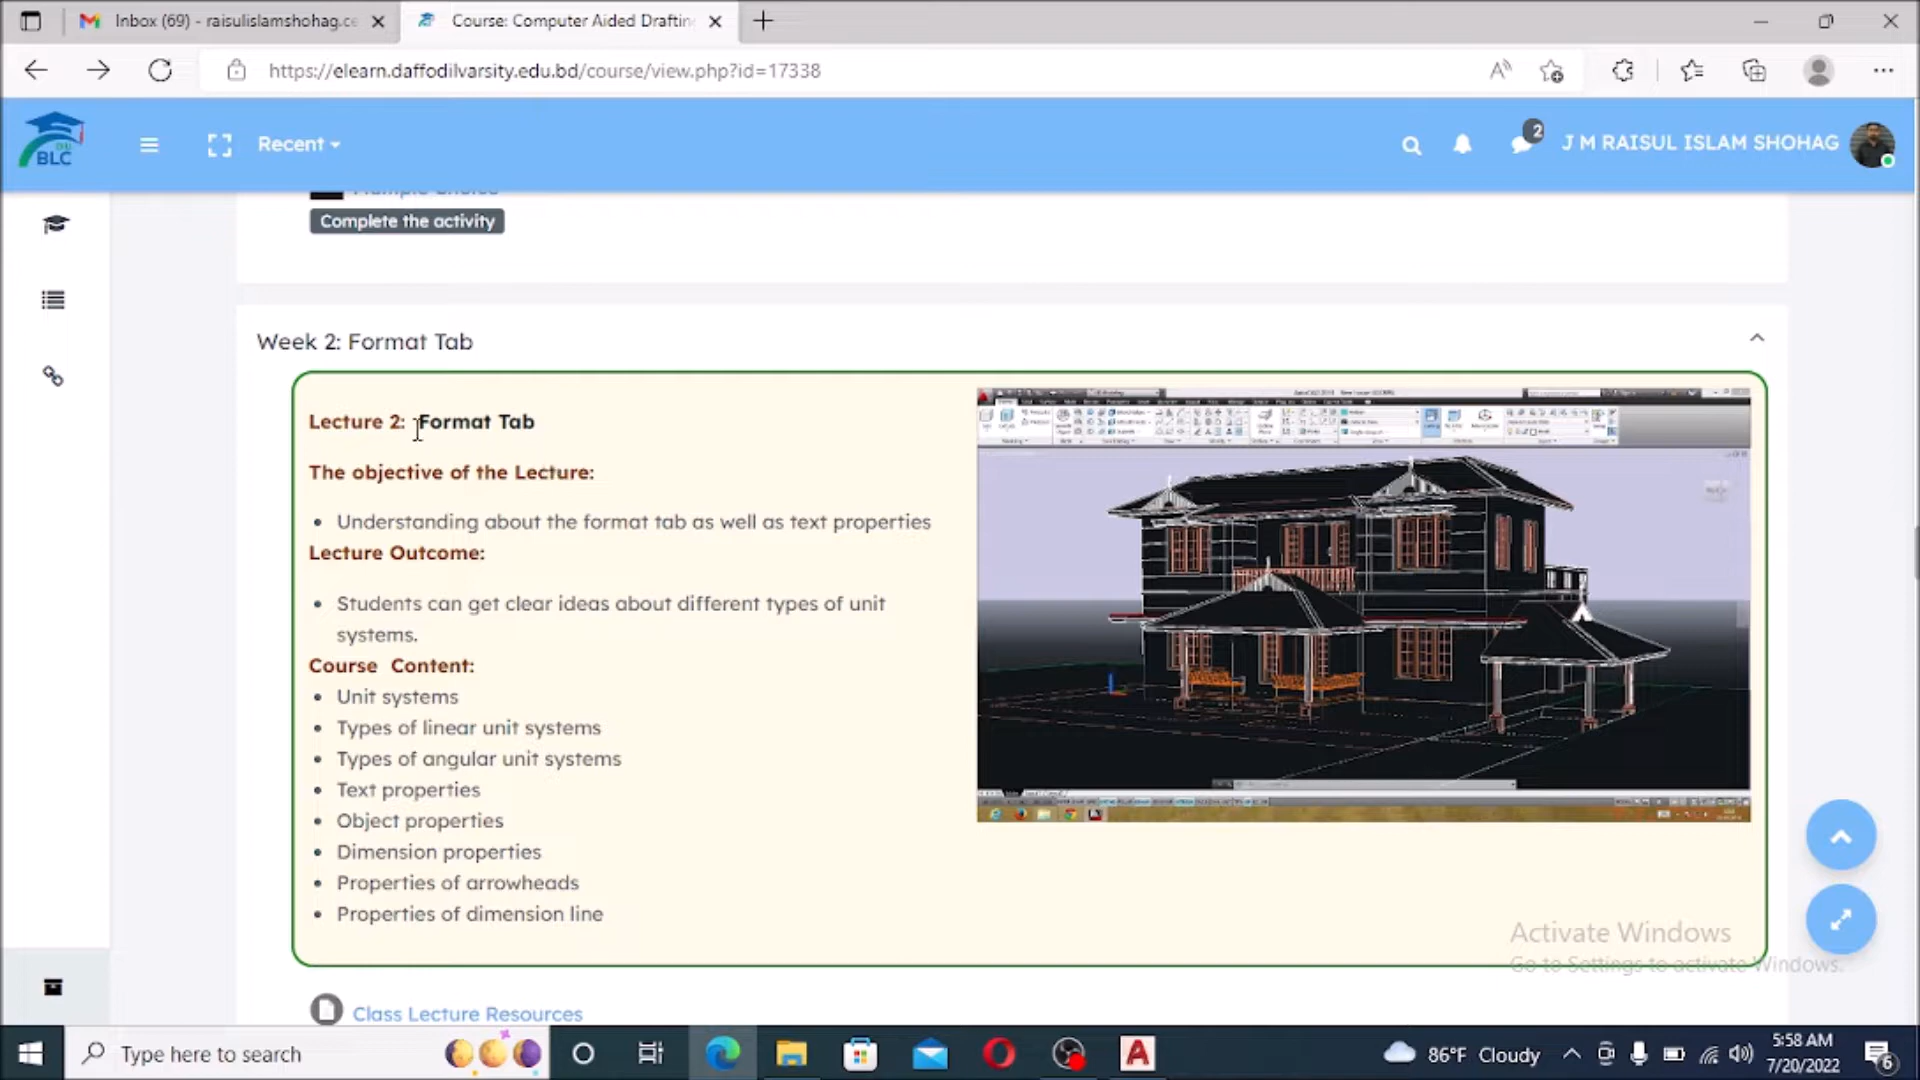 Inbox (69) - raisulislamshohag.ce
Course: Computer Aided Draftin
https://elearn.daffodilvarsity.edu.bd/course/view.php?id=17338
BLC
Recent
2
J M RAISUL ISLAM SHOHAG
Complete the activity
Week 2: Format Tab
Lecture 2: Format Tab
The objective of the Lecture:
Understanding about the format tab as well as text properties
Lecture Outcome:
Students can get clear ideas about different types of unit
systems.
Course Content:
Unit systems
Types of linear unit systems
Types of angular unit systems
Text properties
Object properties
Dimension properties
Properties of arrowheads
Properties of dimension line
Activate Windows
Go to Settings to activate Windows.
Class Lecture Resources
Type here to search
86°F Cloudy
5:58 AM
7/20/2022
6